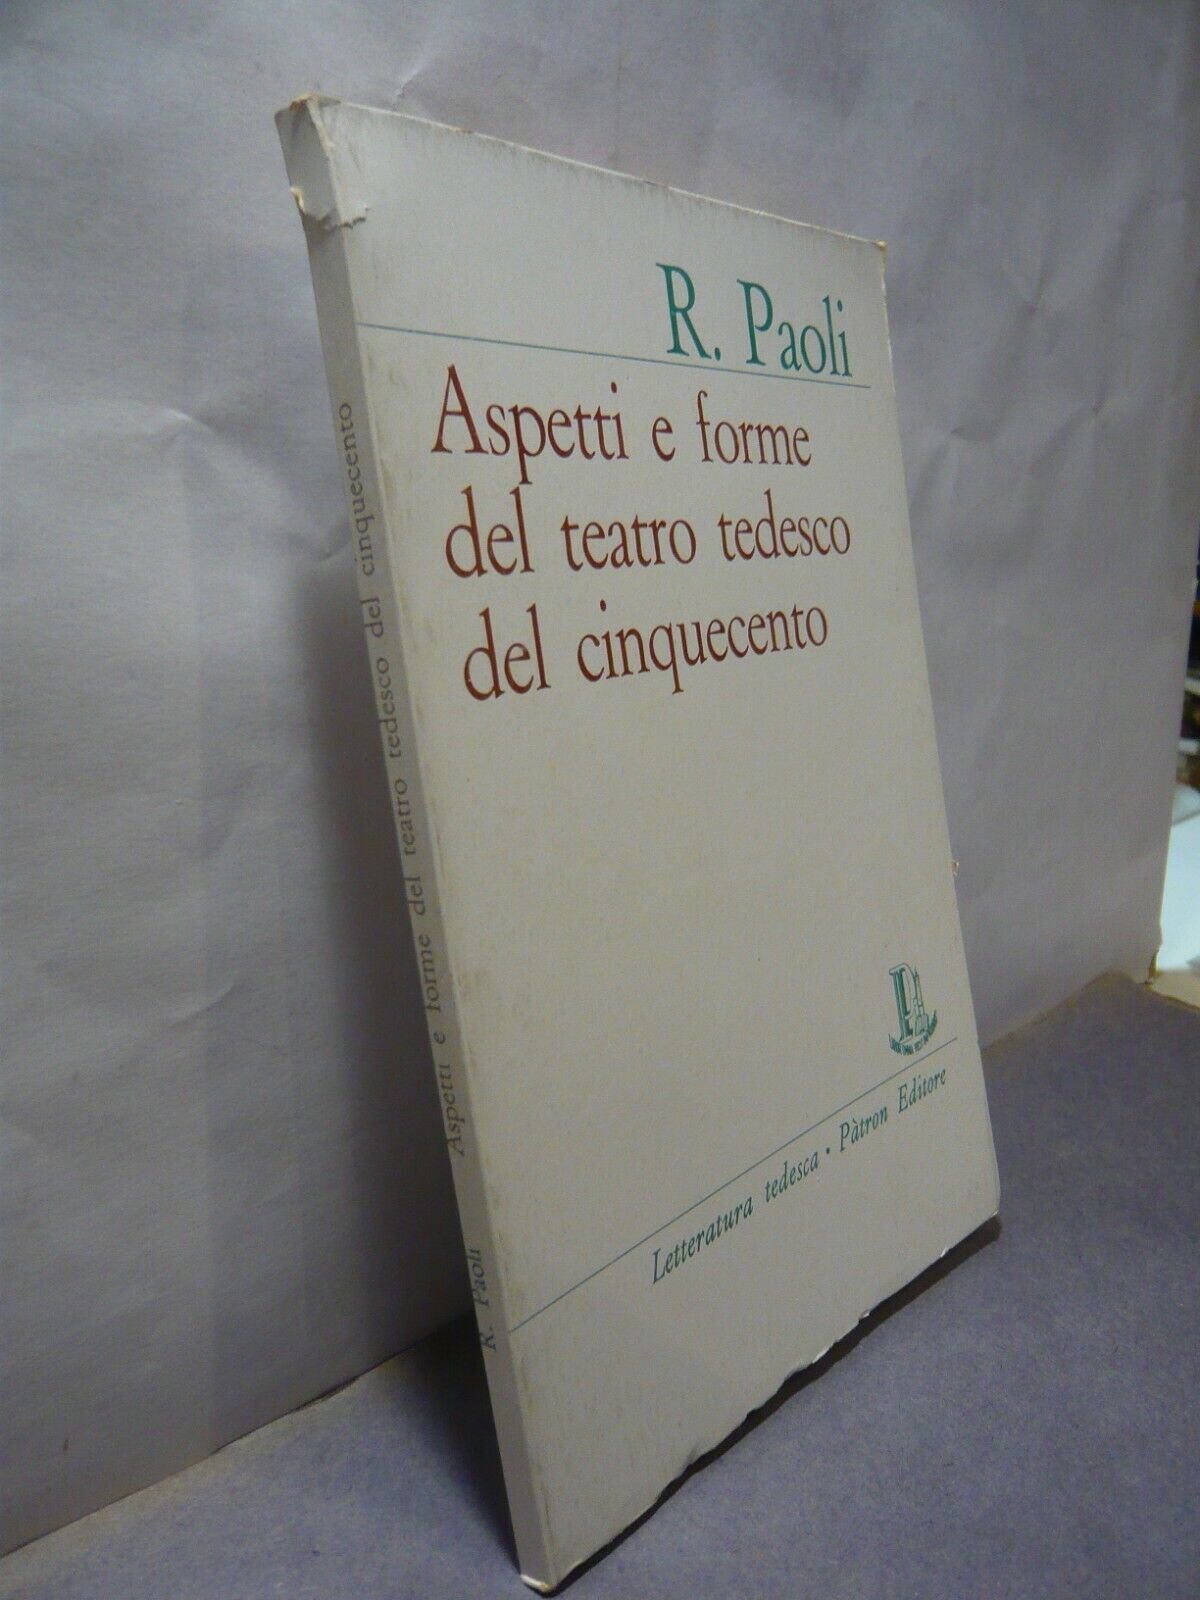 R. Paoli
Aspetti e forme
del teatro tedesco
del cinquecento
Letteratura tedesca • Pàtron Editore
R. Paoli Aspetti e forme del teatro tedesco del cinquecento